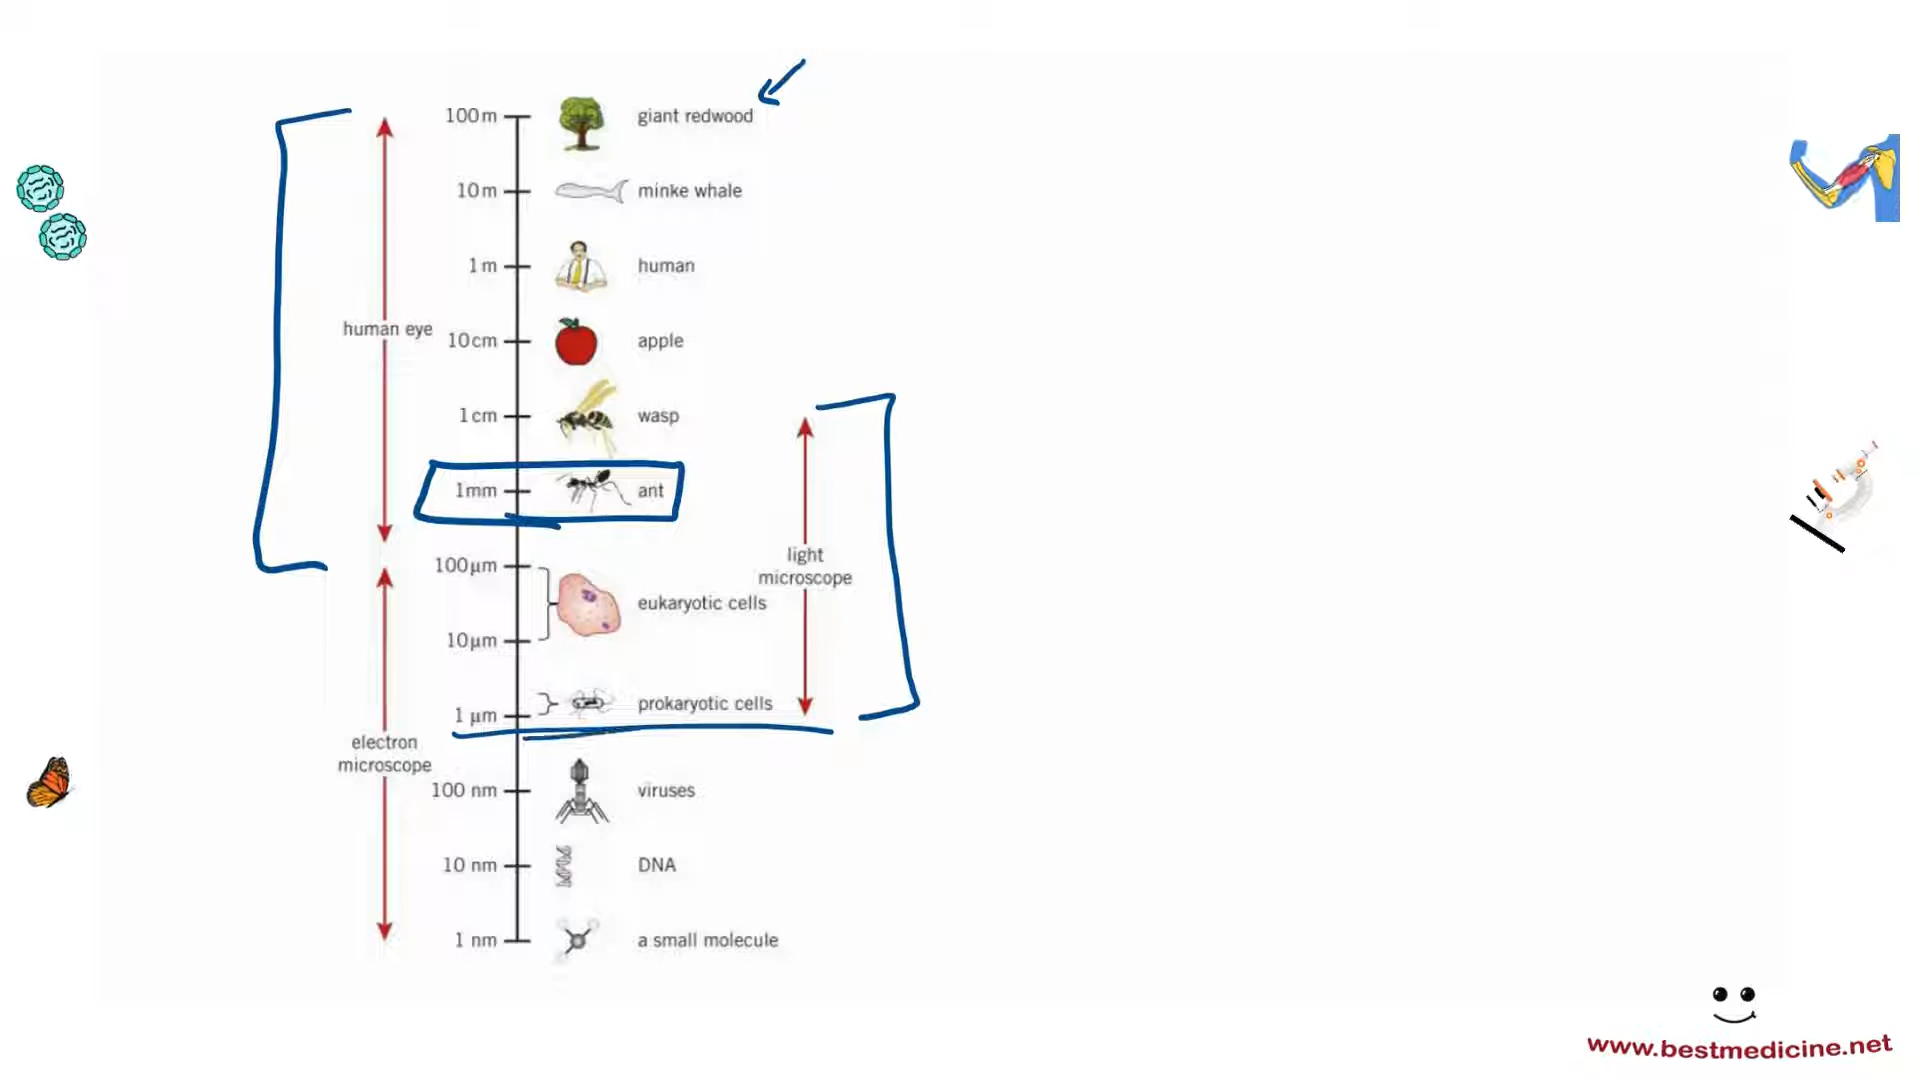 100 m giant redwood
10 m minke whale
1 m human
human eye
10 cm apple
1 cm wasp
1 mm ant
light
microscope
100 µm
eukaryotic cells
10 µm
prokaryotic cells
1 µm
electron
microscope
100 nm viruses
10 nm DNA
1 nm a small molecule
www.bestmedicine.net